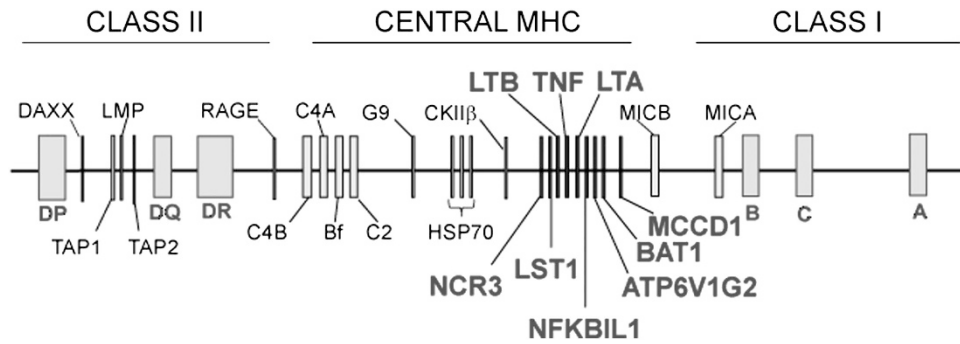 CLASS II
CENTRAL MHC
CLASS I
LTB TNF LTA
DAXX LMP RAGE C4A G9 CKIIβ MICB MICA
DP DQ DR B C A
TAP1 TAP2 C4B Bf C2 HSP70 MCCD1
BAT1
NCR3 LST1 ATP6V1G2
NFKBIL1